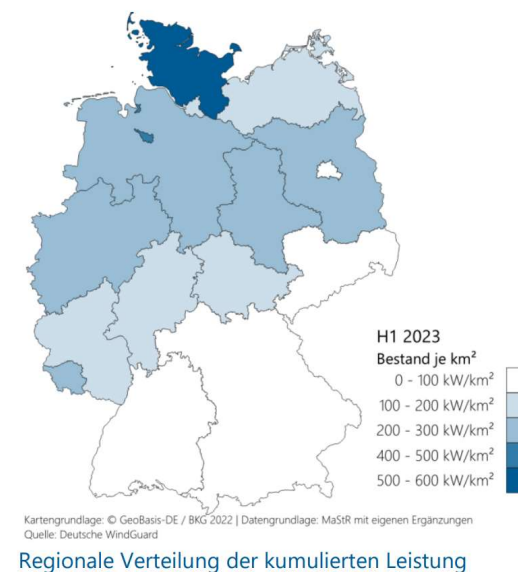 H1 2023
Bestand je km²
0 - 100 kW/km²
100 - 200 kW/km²
200 - 300 kW/km²
400 - 500 kW/km²
500 - 600 kW/km²
Kartengrundlage: © GeoBasis-DE / BKG 2022 | Datengrundlage: MaStR mit eigenen Ergänzungen
Quelle: Deutsche WindGuard
Regionale Verteilung der kumulierten Leistung